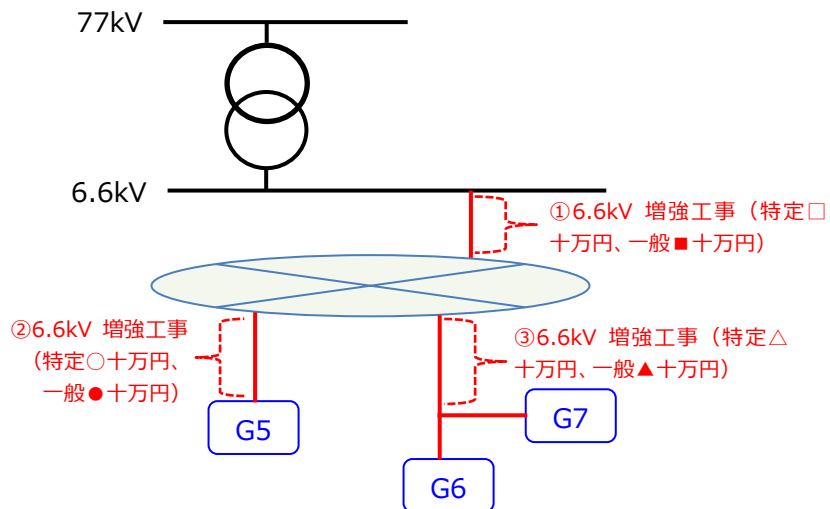 77kV
6.6kV
①6.6kV 増強工事（特定□
十万円、一般■十万円）
②6.6kV 増強工事
（特定○十万円、
一般●十万円）
③6.6kV 増強工事（特定△
十万円、一般▲十万円）
G5
G7
G6